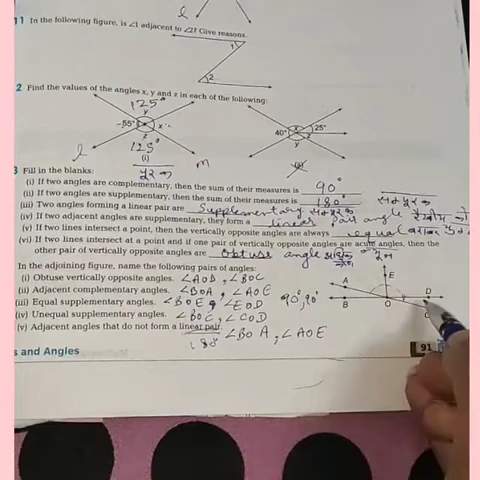 l
11 In the following figure, is ∠1 adjacent to ∠2? Give reasons.
1
2
2 Find the values of the angles x, y and z in each of the following:
125°
y
55° x
z
125°
l m
(i)
40° x 25°
y z
(ii)
3 Fill in the blanks:
(i) If two angles are complementary, then the sum of their measures is 90°
(ii) If two angles are supplementary, then the sum of their measures is 180°
(iii) Two angles forming a linear pair are Supplementary
(iv) If two adjacent angles are supplementary, they form a linear pair angle
(v) If two lines intersect a point, then the vertically opposite angles are always equal
(vi) If two lines intersect at a point and if one pair of vertically opposite angles are acute angles, then the
other pair of vertically opposite angles are obtuse angle
In the adjoining figure, name the following pairs of angles:
(i) Obtuse vertically opposite angles. ∠AOD, ∠BOC
(ii) Adjacent complementary angles. ∠BOA, ∠AOE
(iii) Equal supplementary angles. ∠BOE, ∠EOD 90°, 90°
(iv) Unequal supplementary angles. ∠BOC, ∠COD
(v) Adjacent angles that do not form a linear pair. ∠BOA, ∠AOE
180
E
A
D
B O
C
s and Angles 91